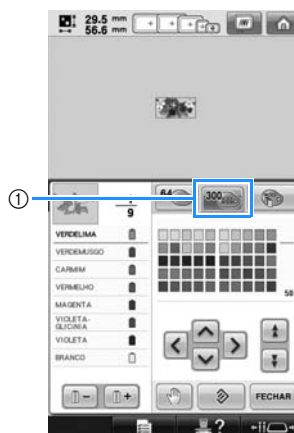 29.5 mm
56.6 mm
①
64
300
9
VERDELIMA
VERDEMUSGO
CARMIM
VERMELHO
MAGENTA
VIOLETA-
GLICINIA
VIOLETA
BRANCO
58
- +
FECHAR
?